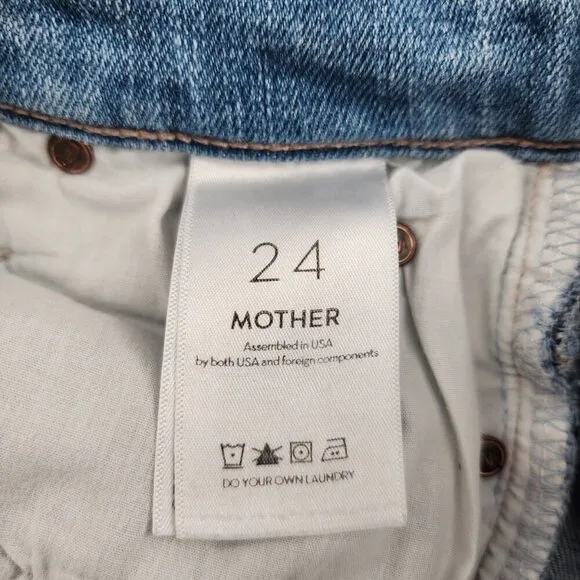 24
MOTHER
Assembled in USA
by both USA and foreign components
DO YOUR OWN LAUNDRY